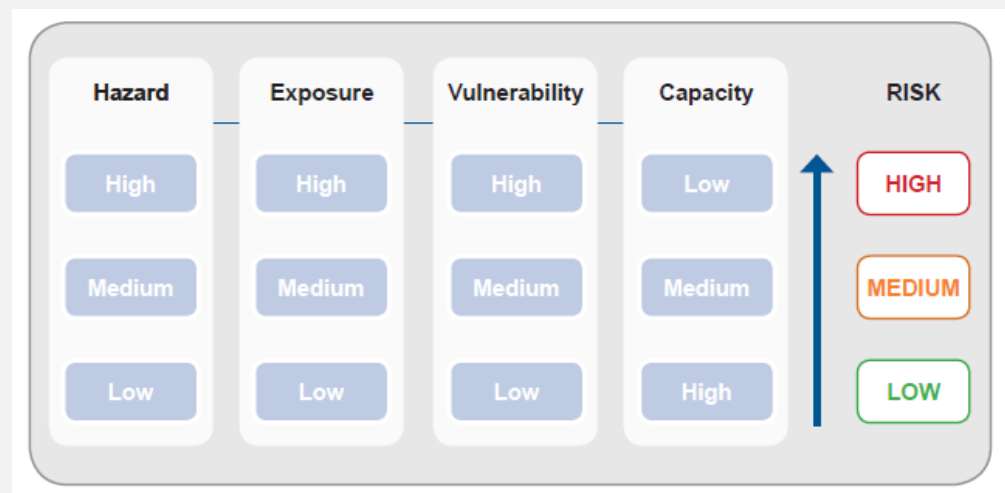 Hazard Exposure Vulnerability Capacity RISK
High High High Low HIGH
Medium Medium Medium Medium MEDIUM
Low Low Low High LOW